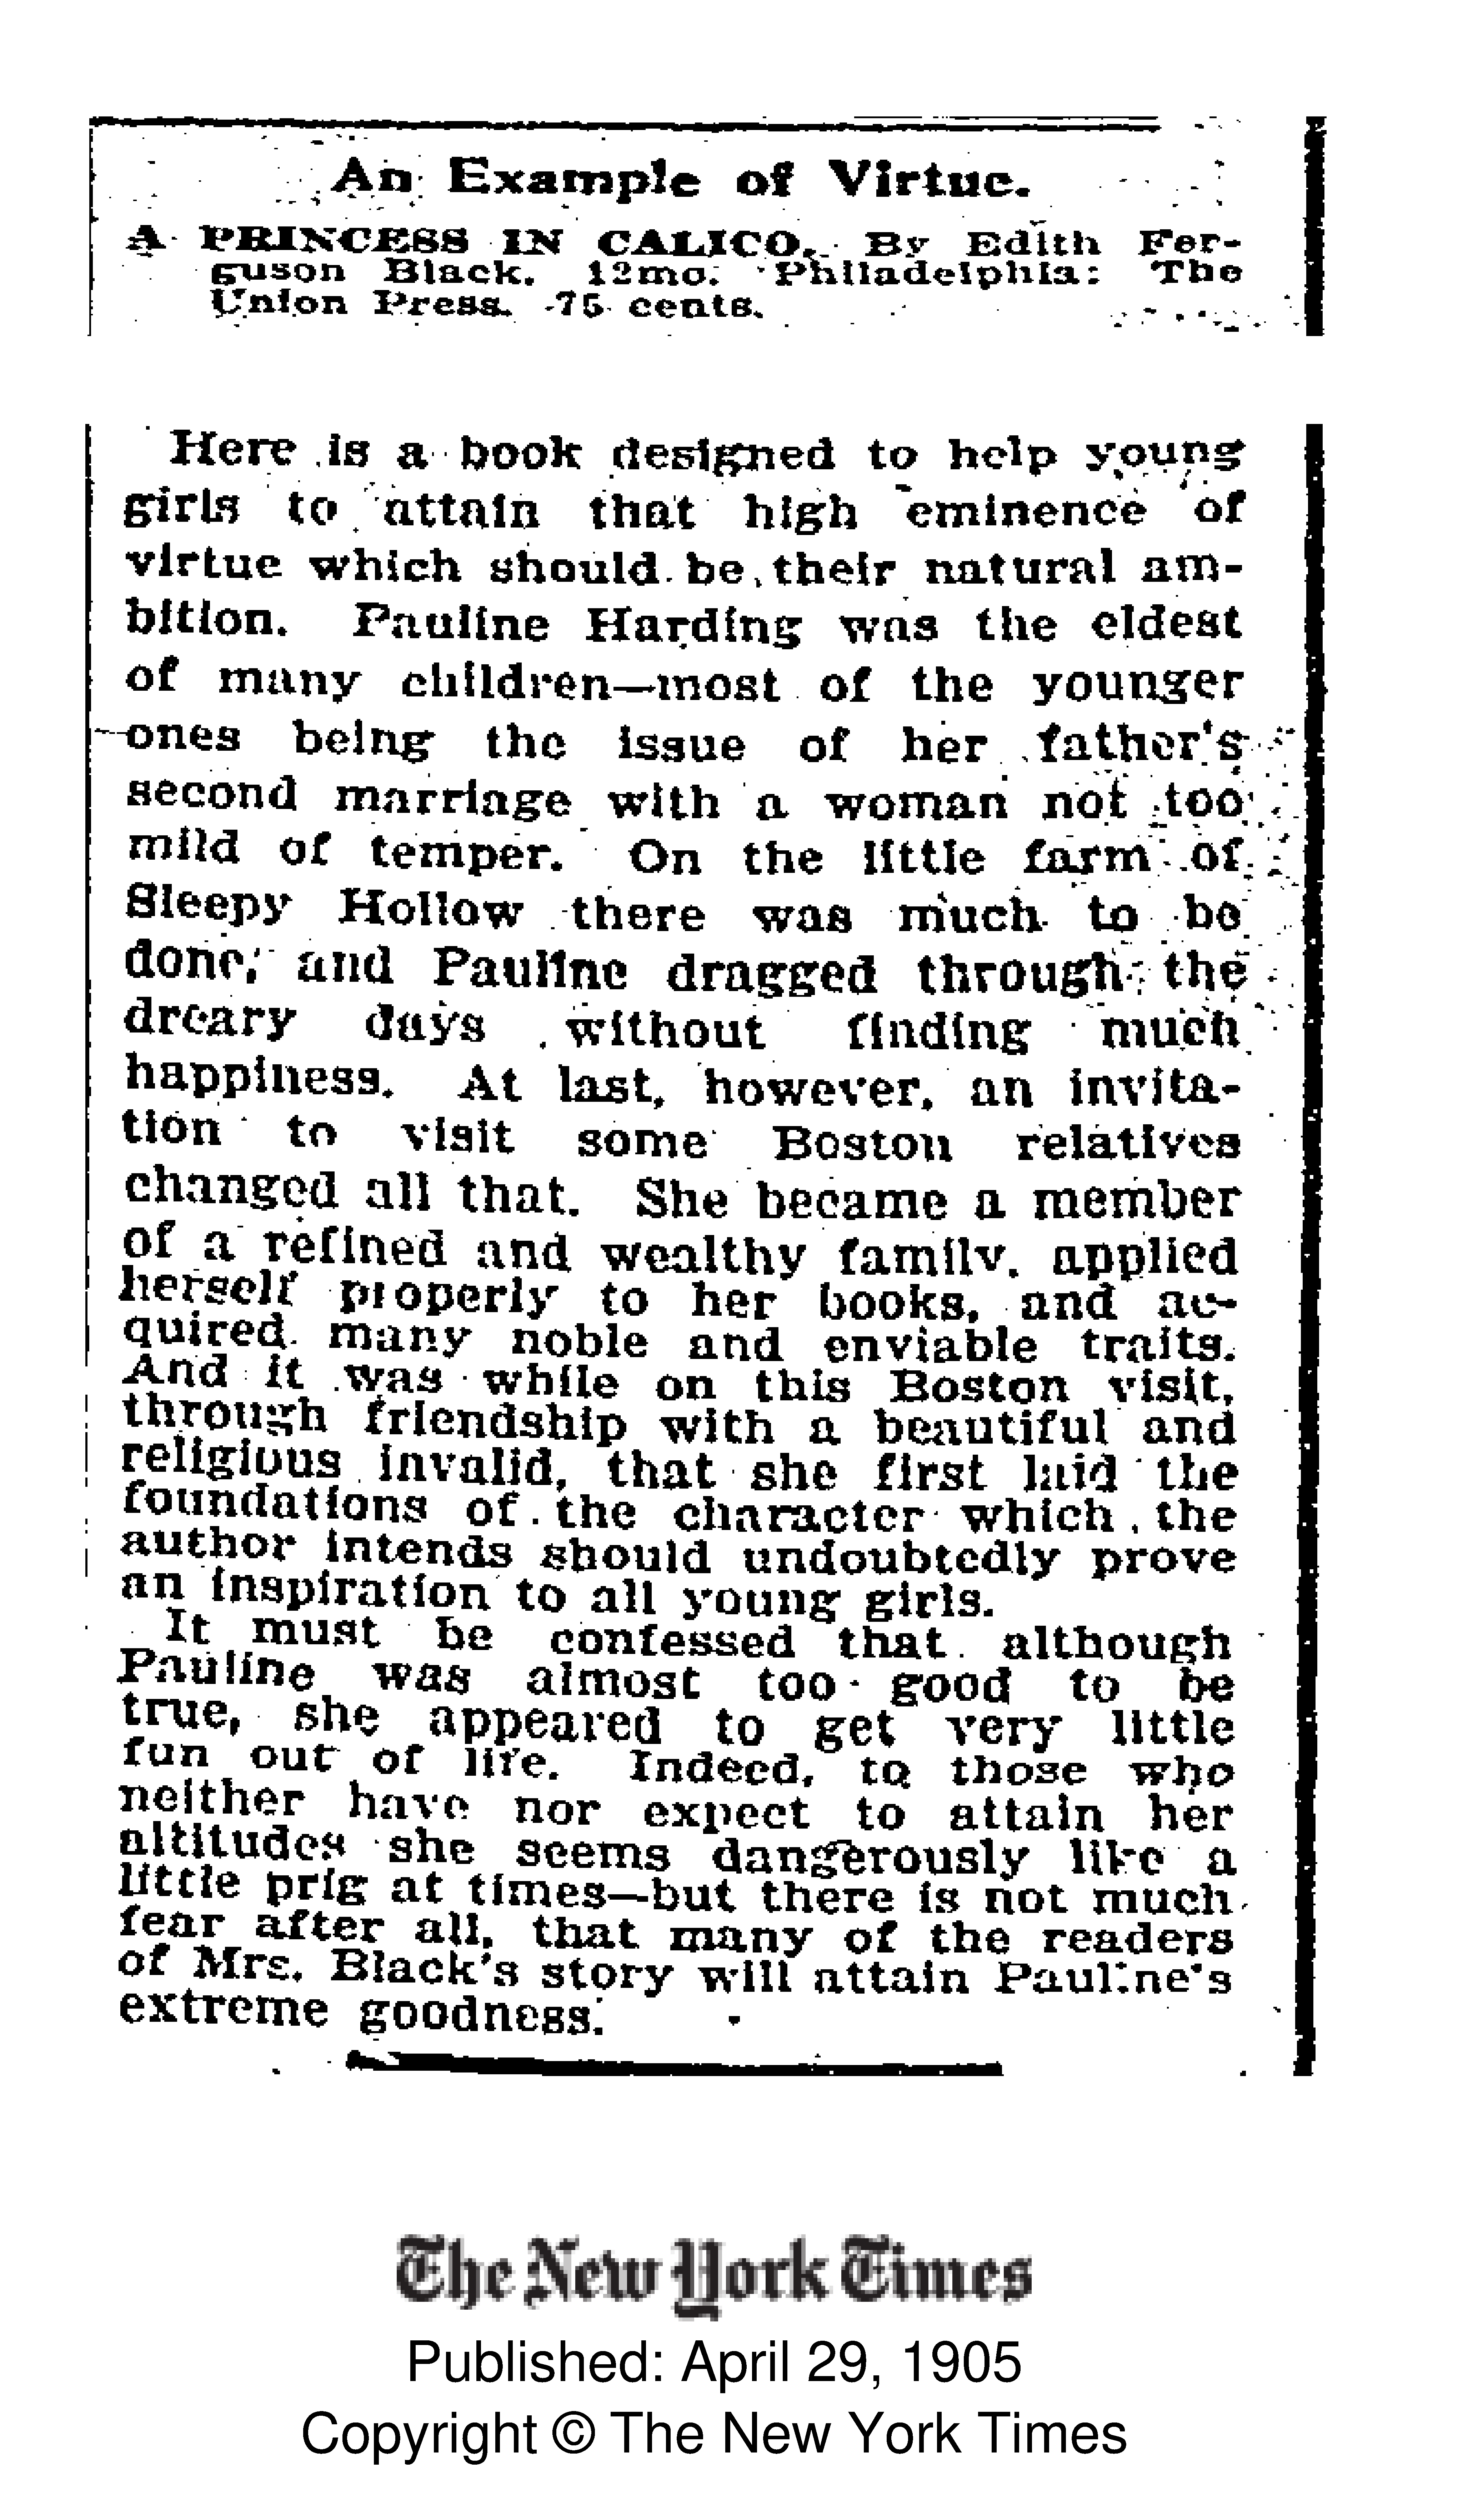 An Example of Virtue.
A PRINCESS IN CALICO. By Edith Fer-
guson Black. 12mo. Philadelphia: The
Union Press. 75 cents.
Here is a book designed to help young
girls to attain that high eminence of
virtue which should be their natural am-
bition. Pauline Harding was the eldest
of many children—most of the younger
ones being the issue of her father's
second marriage with a woman not too
mild of temper. On the little farm of
Sleepy Hollow there was much to be
done, and Pauline dragged through the
dreary days without finding much
happiness. At last, however, an invita-
tion to visit some Boston relatives
changed all that. She became a member
of a refined and wealthy family, applied
herself properly to her books, and ac-
quired many noble and enviable traits.
And it was while on this Boston visit,
through friendship with a beautiful and
religious invalid, that she first laid the
foundations of the character which the
author intends should undoubtedly prove
an inspiration to all young girls.
It must be confessed that although
Pauline was almost too good to be
true, she appeared to get very little
fun out of life. Indeed, to those who
neither have nor expect to attain her
altitudes she seems dangerously like a
little prig at times—but there is not much
fear after all, that many of the readers
of Mrs. Black's story will attain Pauline's
extreme goodness.
The New York Times
Published: April 29, 1905
Copyright © The New York Times